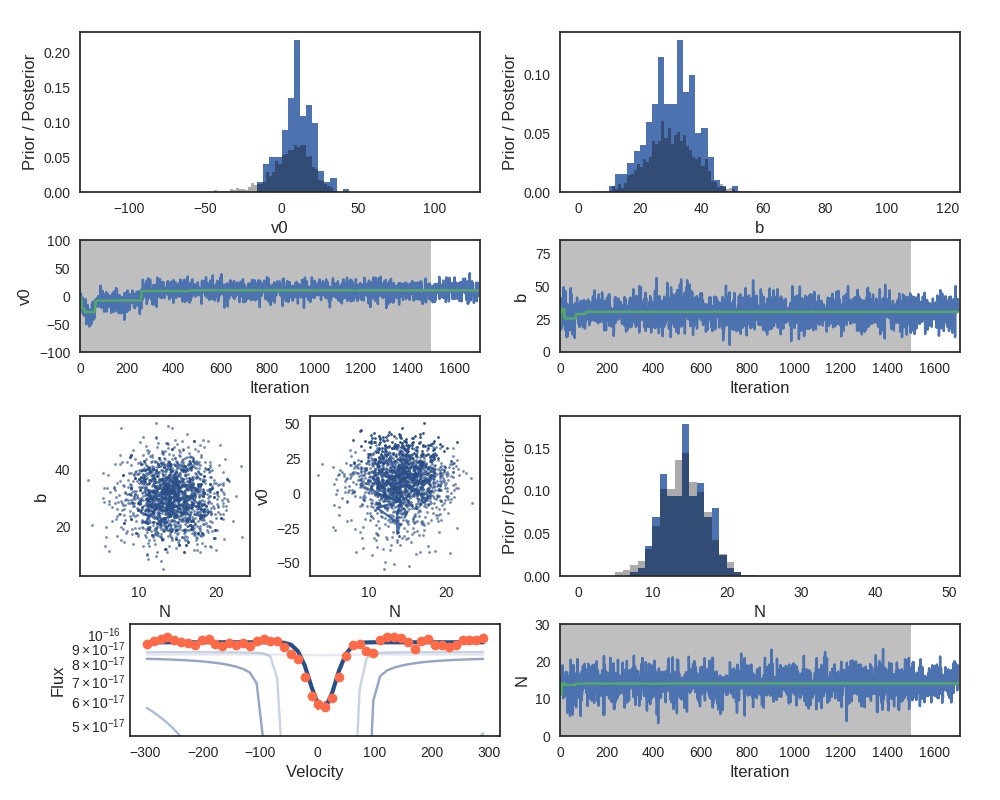 Prior / Posterior
0.20
0.15
0.10
0.05
0.00
−100 −50 0 50 100
v0
Prior / Posterior
0.10
0.05
0.00
0 20 40 60 80 100 120
b
v0
100
50
0
−50
−100
0 200 400 600 800 1000 1200 1400 1600
Iteration
b
75
50
25
0
0 200 400 600 800 1000 1200 1400 1600
Iteration
b
40
20
10 20
N
v0
50
25
0
−25
−50
10 20
N
Prior / Posterior
0.15
0.10
0.05
0.00
0 10 20 30 40 50
N
Flux
10⁻¹⁶
9×10⁻¹⁷
8×10⁻¹⁷
7×10⁻¹⁷
6×10⁻¹⁷
5×10⁻¹⁷
−300 −200 −100 0 100 200 300
Velocity
N
30
20
10
0
0 200 400 600 800 1000 1200 1400 1600
Iteration